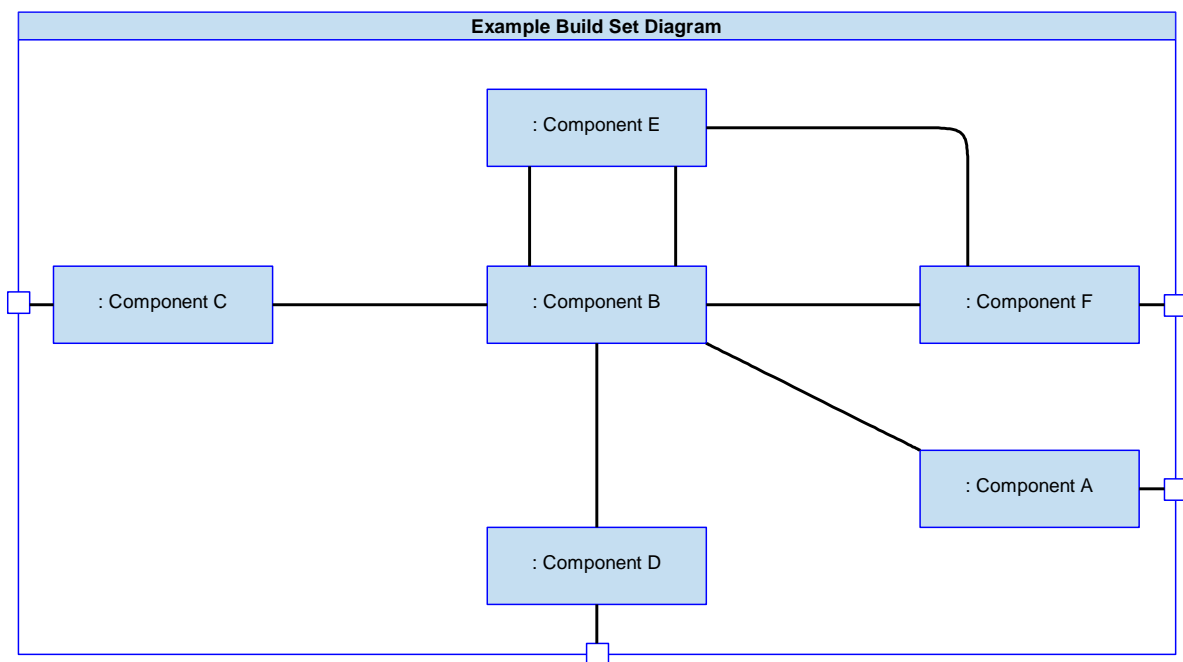 Example Build Set Diagram
: Component E
: Component C
: Component B
: Component F
: Component A
: Component D